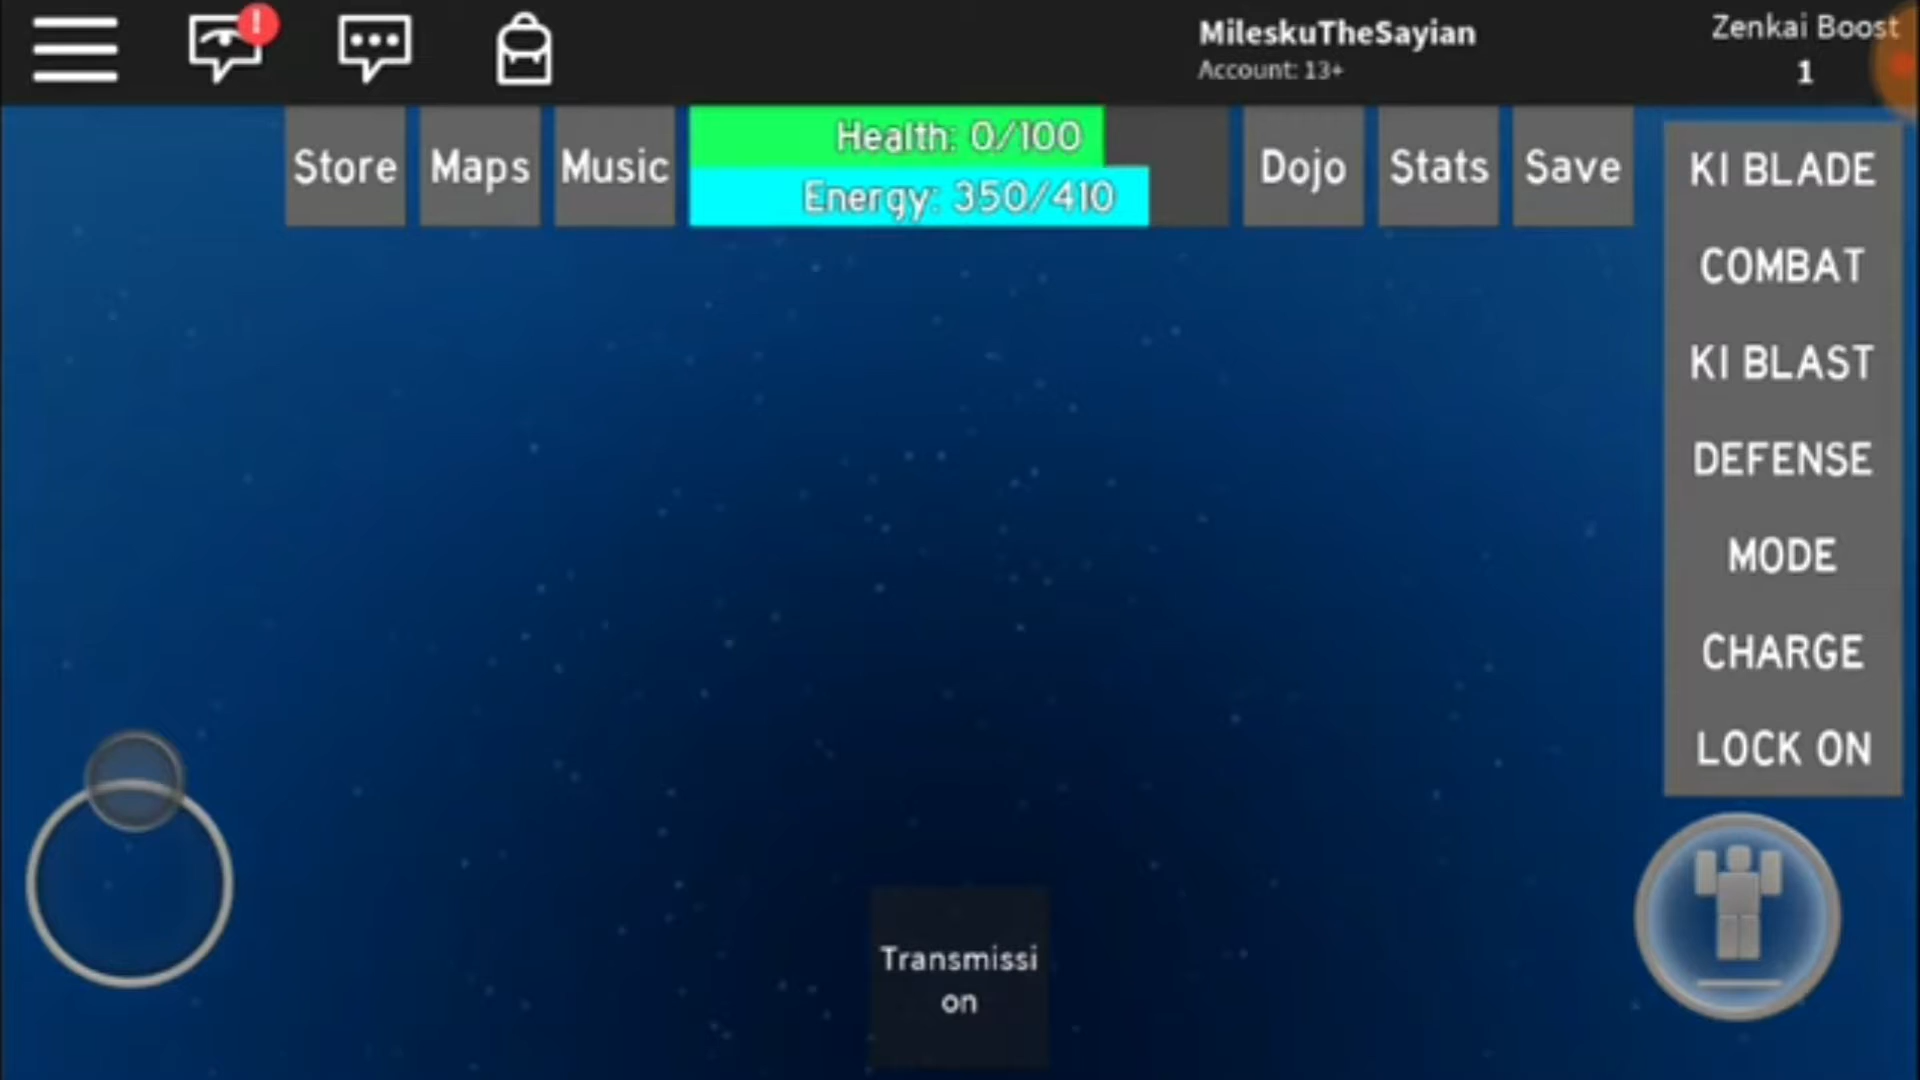 !
MileskuTheSayian
Account: 13+
Zenkai Boost
1
Store
Maps
Music
Health: 0/100
Energy: 350/410
Dojo
Stats
Save
KI BLADE
COMBAT
KI BLAST
DEFENSE
MODE
CHARGE
LOCK ON
Transmissi
on